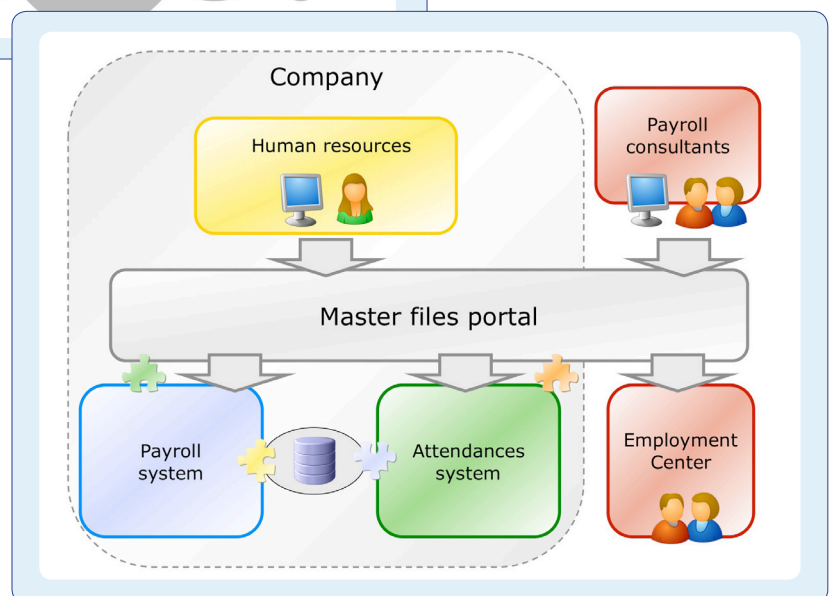 Company
Human resources
Payroll
consultants
Master files portal
Payroll
system
Attendances
system
Employment
Center